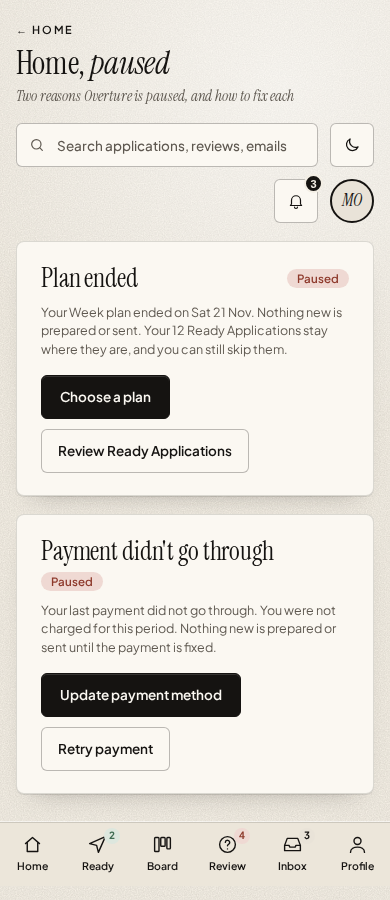 ← HOME
Home, paused
Two reasons Overture is paused, and how to fix each
Search applications, reviews, emails
3
MO
Plan ended
Paused
Your Week plan ended on Sat 21 Nov. Nothing new is
prepared or sent. Your 12 Ready Applications stay
where they are, and you can still skip them.
Choose a plan
Review Ready Applications
Payment didn't go through
Paused
Your last payment did not go through. You were not
charged for this period. Nothing new is prepared or
sent until the payment is fixed.
Update payment method
Retry payment
2
4
3
Home
Ready
Board
Review
Inbox
Profile